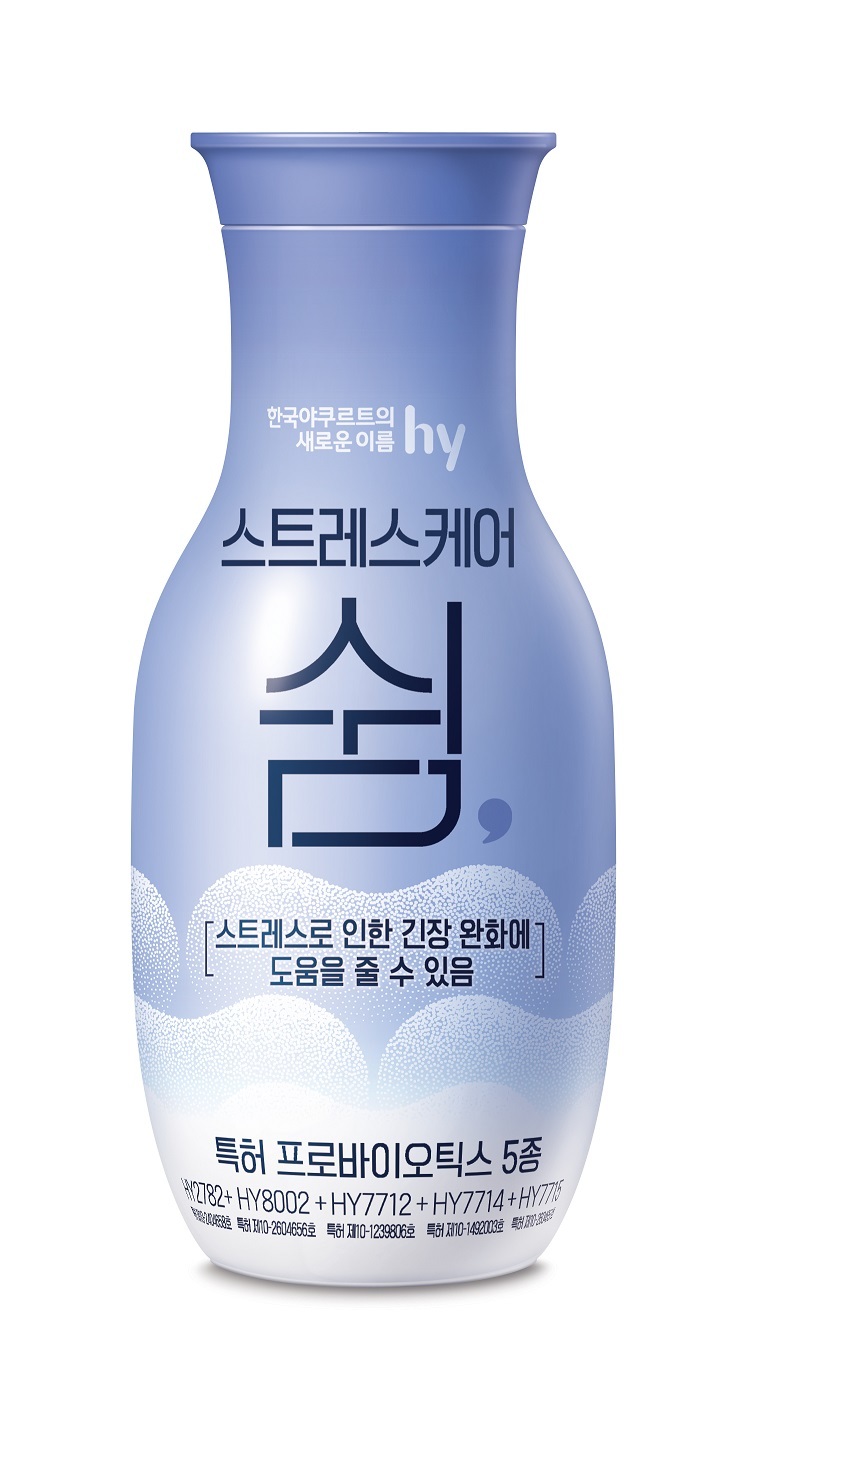 한국야쿠르트의
새로운 이름 hy
스트레스케어
쉼,
[스트레스로 인한 긴장 완화에
도움을 줄 수 있음]
특허 프로바이오틱스 5종
HY2782+ HY8002 + HY7712 + HY7714 + HY7715
특허 제10-2604656호 특허 제10-1239806호 특허 제10-1492003호